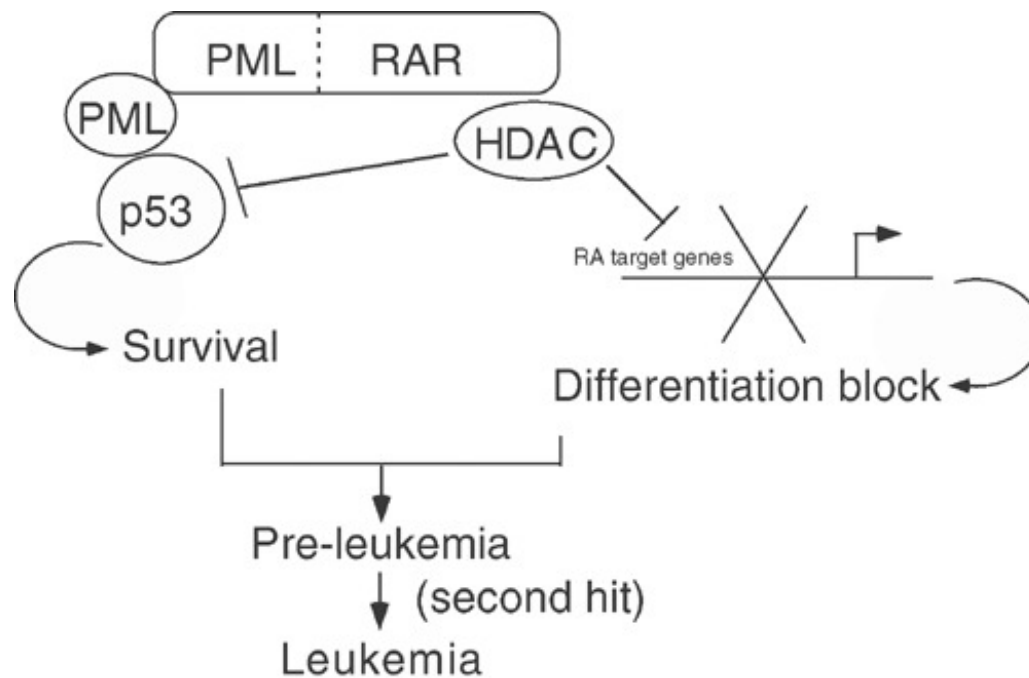 PML RAR
PML
HDAC
p53
RA target genes
Survival
Differentiation block
Pre-leukemia
(second hit)
Leukemia